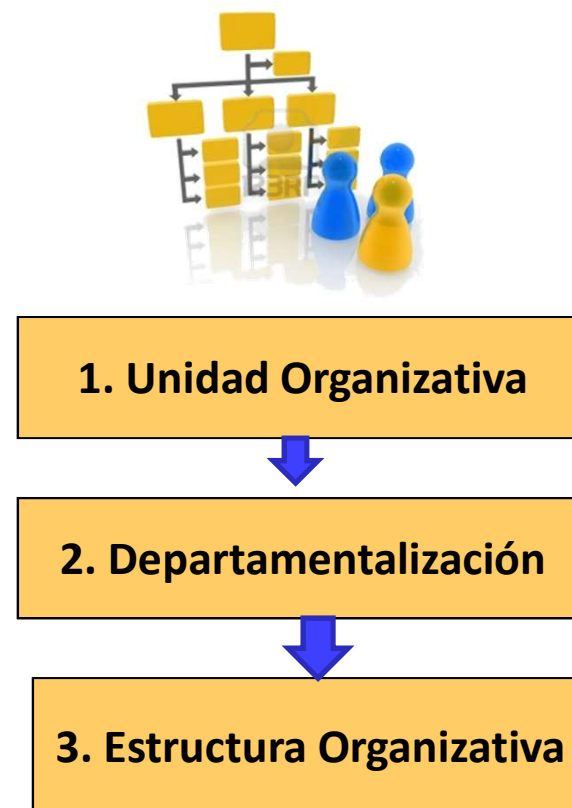 1. Unidad Organizativa
2. Departamentalización
3. Estructura Organizativa